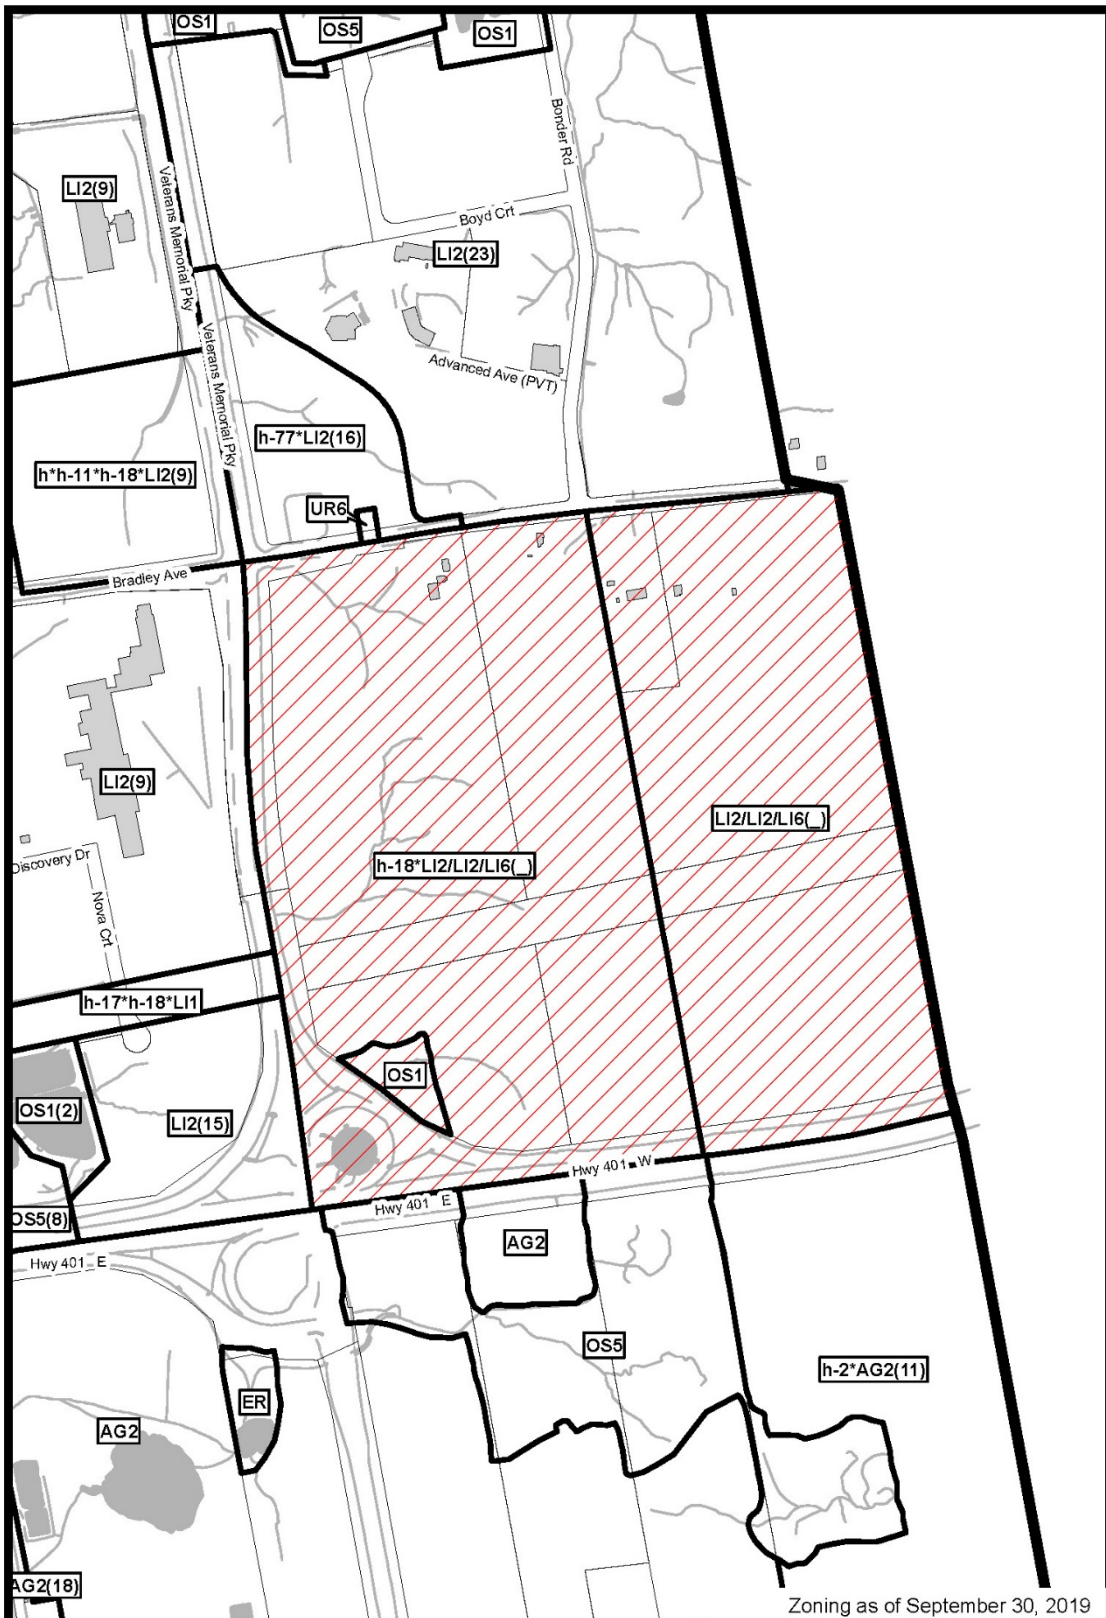 OS1
OS5
OS1
Bonder Rd
LI2(9)
Veterans Memorial Pky
Boyd Crt
LI2(23)
Veterans Memorial Pky
Advanced Ave (PVT)
h-77*LI2(16)
h*h-11*h-18*LI2(9)
UR6
Bradley Ave
LI2(9)
LI2/LI2/LI6(_)
Discovery Dr
h-18*LI2/LI2/LI6(_)
Nova Crt
h-17*h-18*LI1
OS1
OS1(2)
LI2(15)
Hwy 401 W
Hwy 401 E
OS5(8)
AG2
Hwy 401 E
OS5
h-2*AG2(11)
ER
AG2
AG2(18)
Zoning as of September 30, 2019